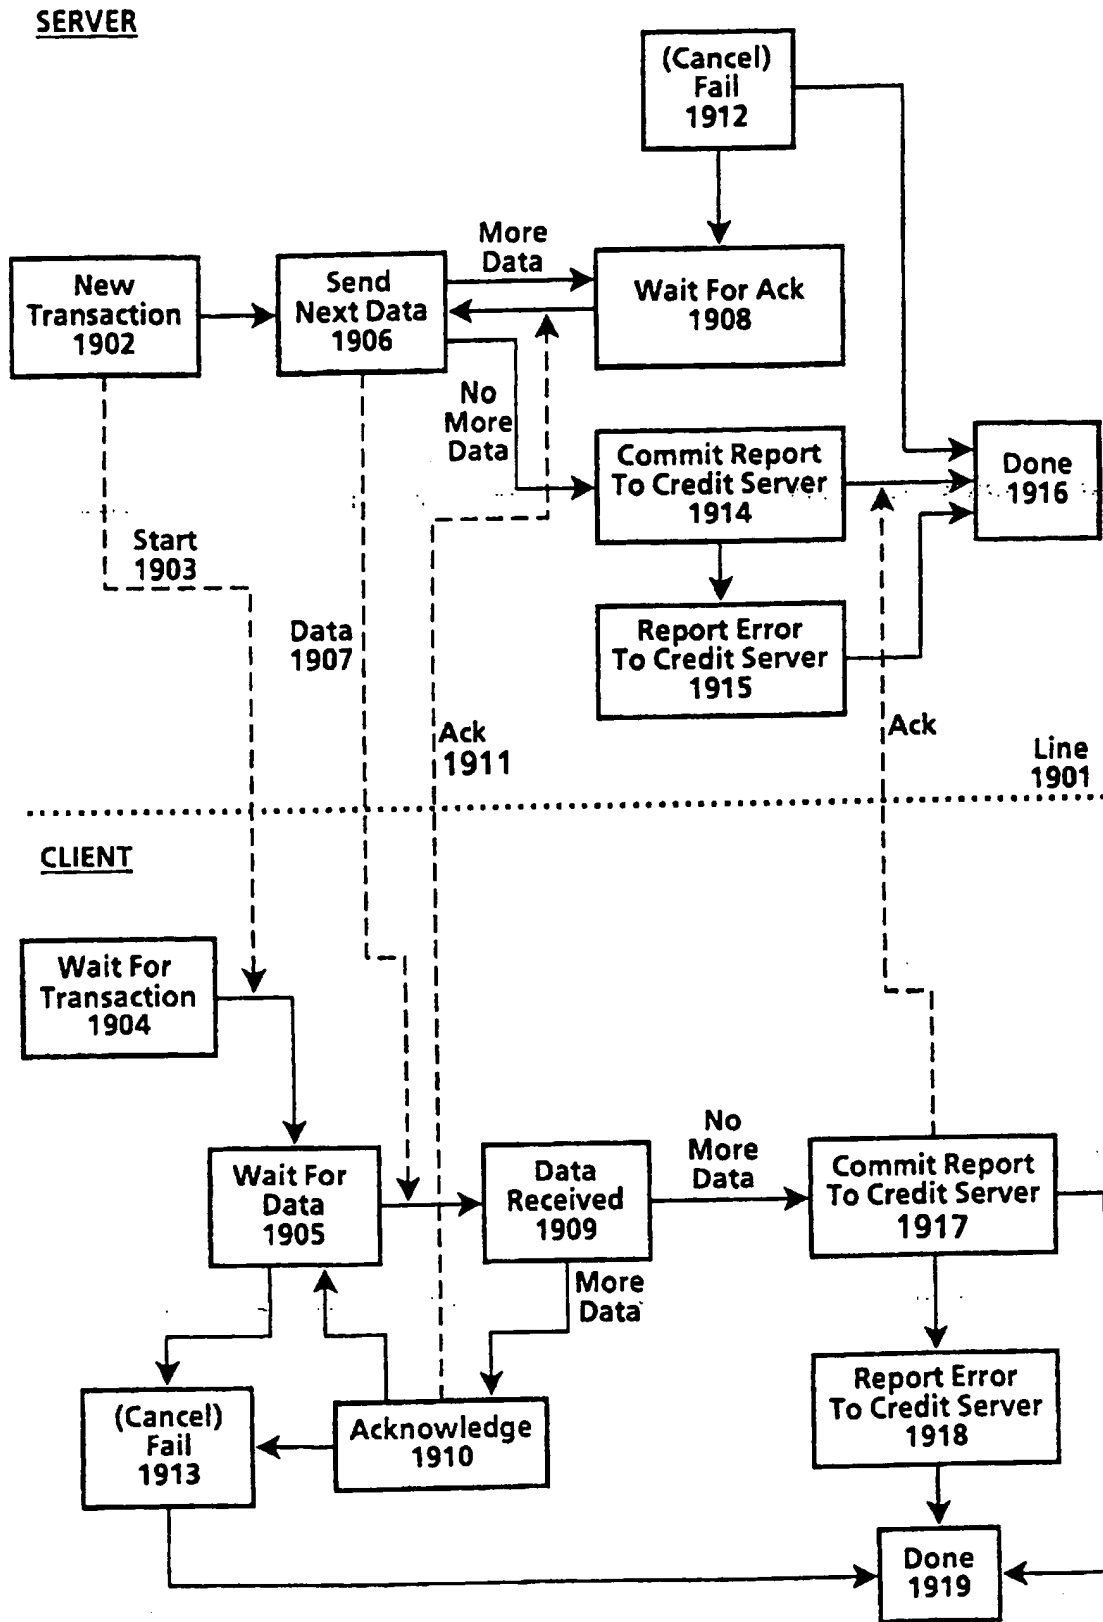 SERVER
(Cancel)
Fail
1912
New
Transaction
1902
Send
Next Data
1906
More
Data
Wait For Ack
1908
No
More
Data
Commit Report
To Credit Server
1914
Done
1916
Start
1903
Data
1907
Report Error
To Credit Server
1915
Ack
1911
Ack
Line
1901
CLIENT
Wait For
Transaction
1904
Wait For
Data
1905
Data
Received
1909
No
More
Data
Commit Report
To Credit Server
1917
More
Data
(Cancel)
Fail
1913
Acknowledge
1910
Report Error
To Credit Server
1918
Done
1919